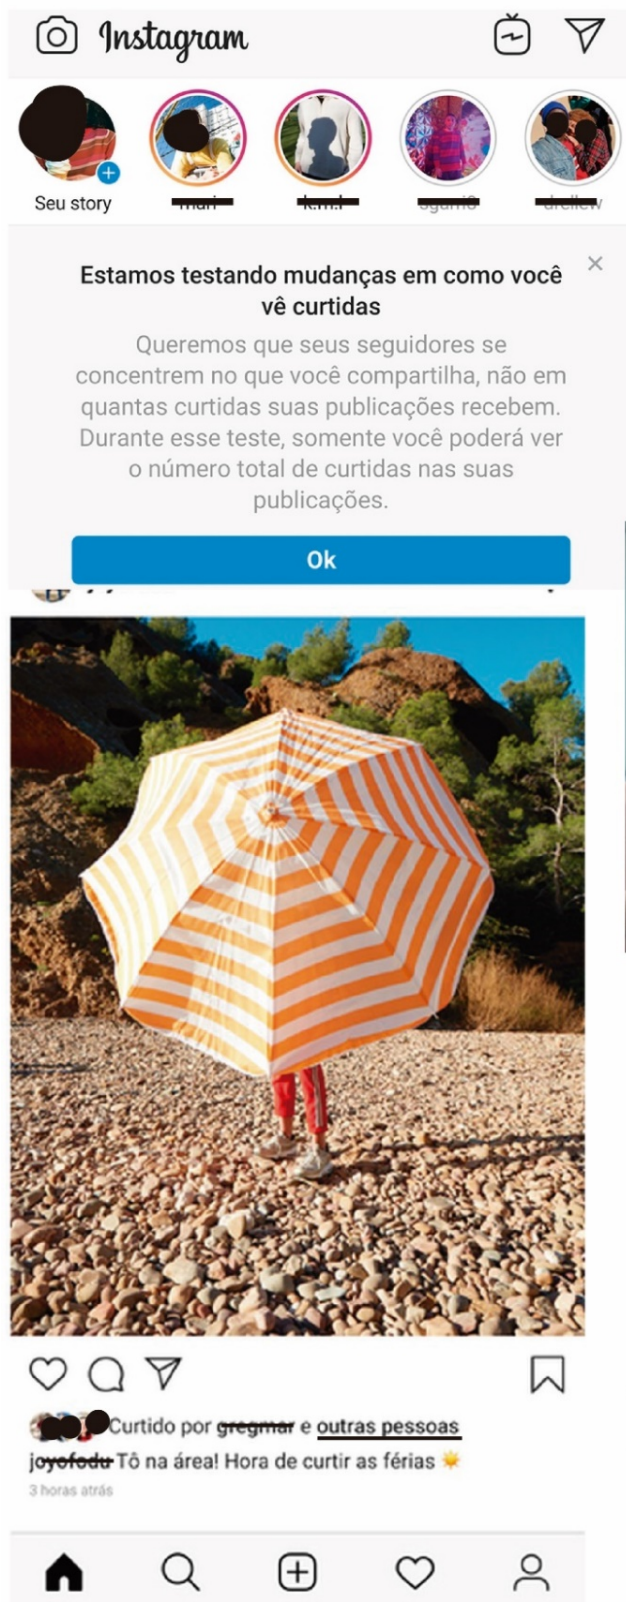 Instagram
Seu story
Estamos testando mudanças em como você
vê curtidas
Queremos que seus seguidores se
concentrem no que você compartilha, não em
quantas curtidas suas publicações recebem.
Durante esse teste, somente você poderá ver
o número total de curtidas nas suas
publicações.
Ok
Curtido por gregmar e outras pessoas
Tô na área! Hora de curtir as férias ☀️
3 horas atrás